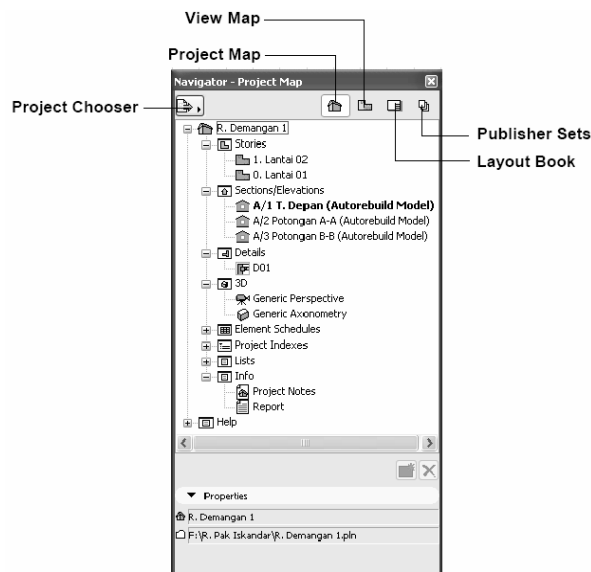 View Map
Project Map
Navigator - Project Map
Project Chooser
Publisher Sets
Layout Book
R. Demangan 1
Stories
1. Lantai 02
0. Lantai 01
Sections/Elevations
A/1 T. Depan (Autorebuild Model)
A/2 Potongan A-A (Autorebuild Model)
A/3 Potongan B-B (Autorebuild Model)
Details
D01
3D
Generic Perspective
Generic Axonometry
Element Schedules
Project Indexes
Lists
Info
Project Notes
Report
Help
Properties
R. Demangan 1
F:\R. Pak Iskandar\R. Demangan 1.pln